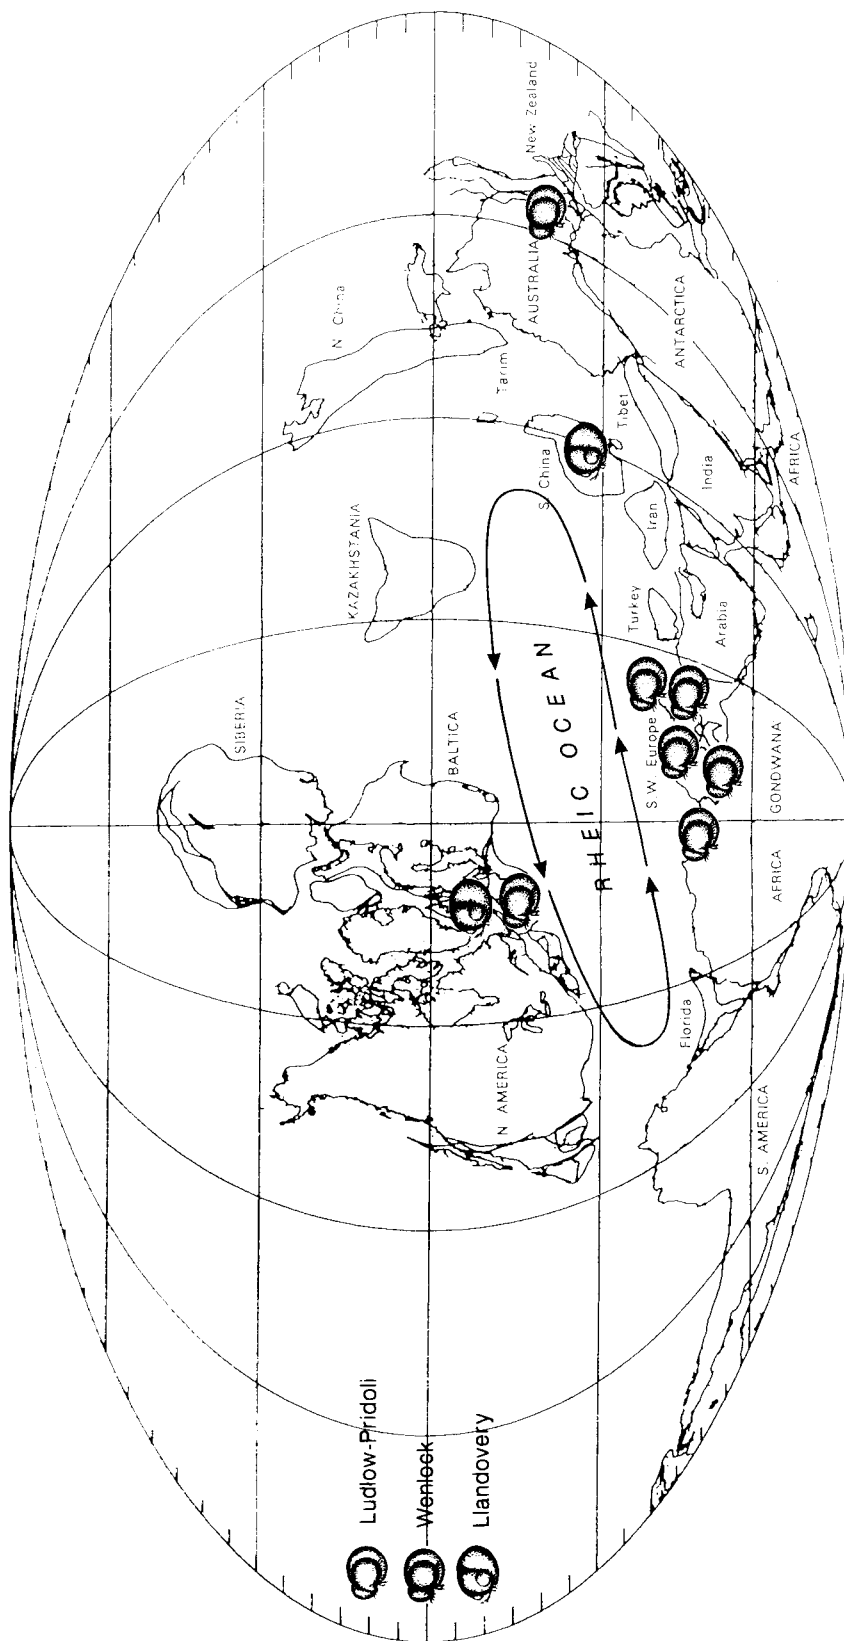 Ludlow-Pridoli
Wenlock
Llandovery
SIBERIA
KAZAKHSTANIA
N China
Tarim
BALTICA
N AMERICA
S. China
AUSTRALIA
New Zealand
RHEIC OCEAN
Tibet
Iran
Turkey
S.W. Europe
Florida
Arabia
India
ANTARCTICA
S. AMERICA
AFRICA
GONDWANA
AFRICA